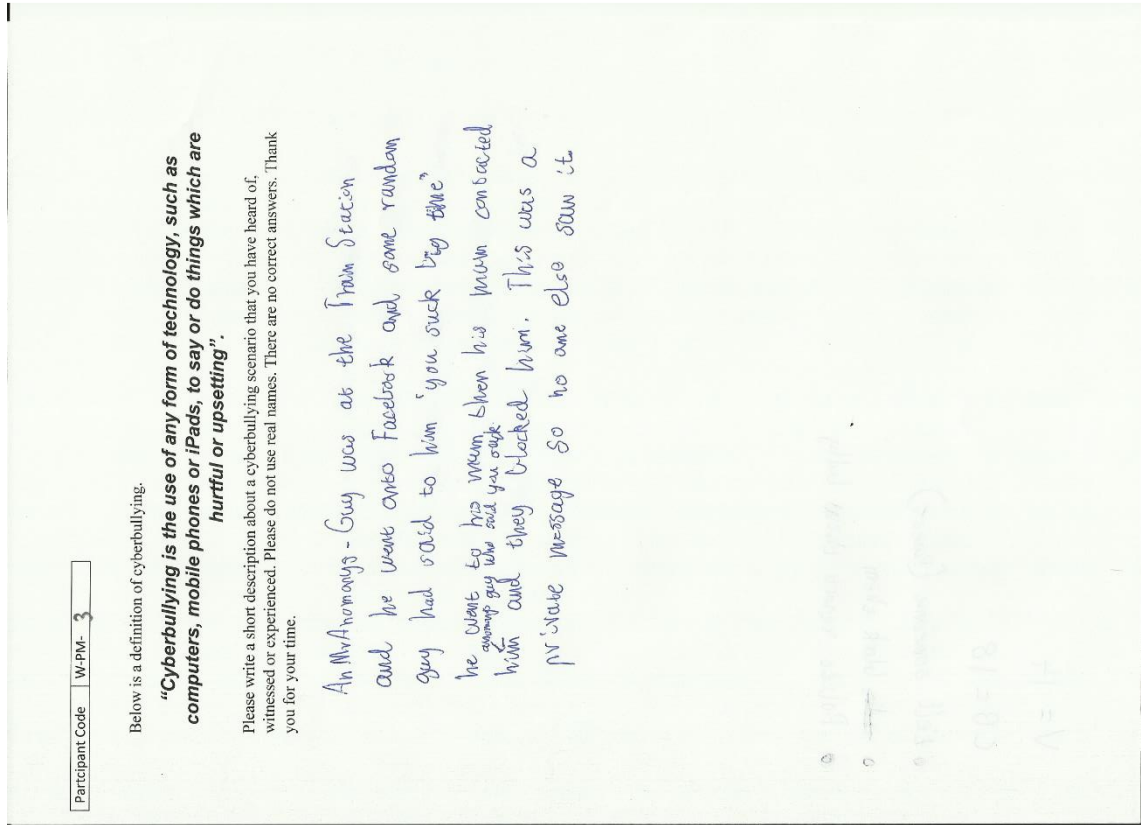 Partcipant Code W-PM- 3
Below is a definition of cyberbullying.
“Cyberbullying is the use of any form of technology, such as
computers, mobile phones or iPads, to say or do things which are
hurtful or upsetting”.
Please write a short description about a cyberbullying scenario that you have heard of,
witnessed or experienced. Please do not use real names. There are no correct answers. Thank
you for your time.
An Mr Anomanys - Guy was at the Train Station
and he went onto Facebook and some random
guy had said to him "you suck big time"
he went to his mum then his mum contacted
guy who said you suck
him and they blocked him. This was a
private message so no one else saw it